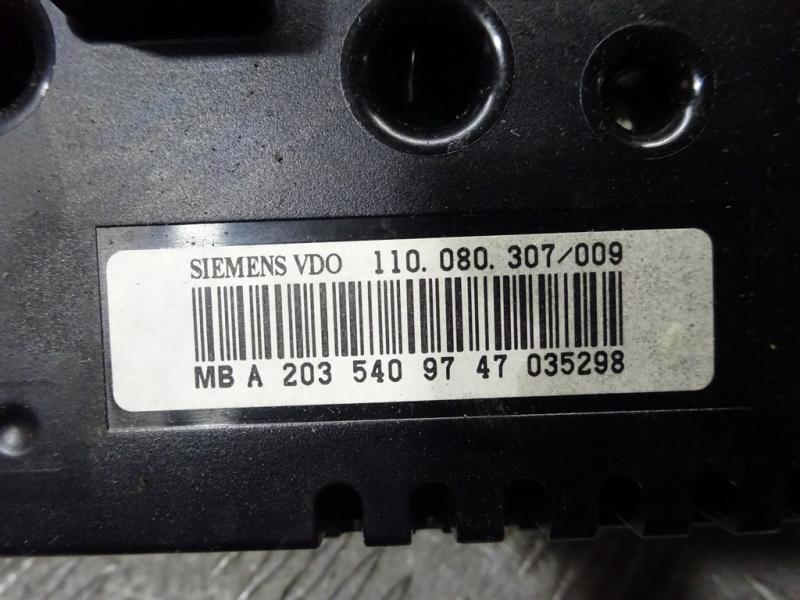 SIEMENS VDO 110.080.307/009
MB A 203 540 97 47 035298